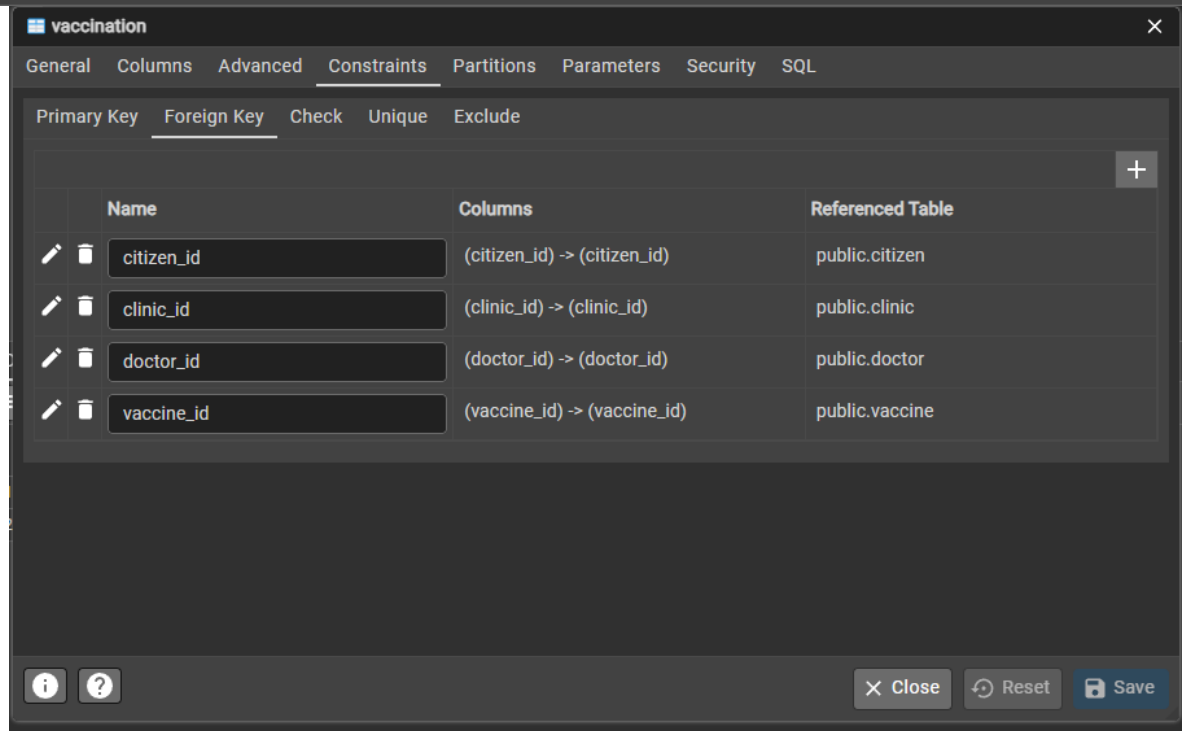 vaccination
General Columns Advanced Constraints Partitions Parameters Security SQL
Primary Key Foreign Key Check Unique Exclude
Name Columns Referenced Table
citizen_id (citizen_id) -> (citizen_id) public.citizen
clinic_id (clinic_id) -> (clinic_id) public.clinic
doctor_id (doctor_id) -> (doctor_id) public.doctor
vaccine_id (vaccine_id) -> (vaccine_id) public.vaccine
Close Reset Save